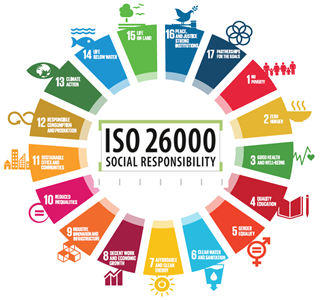 ISO 26000
SOCIAL RESPONSIBILITY
1 NO
POVERTY
2 ZERO
HUNGER
3 GOOD HEALTH
AND WELL-BEING
4 QUALITY
EDUCATION
5 GENDER
EQUALITY
6 CLEAN WATER
AND SANITATION
7 AFFORDABLE
AND CLEAN
ENERGY
8 DECENT WORK
AND ECONOMIC
GROWTH
9 INDUSTRY,
INNOVATION AND
INFRASTRUCTURE
10 REDUCED
INEQUALITIES
11 SUSTAINABLE
CITIES AND
COMMUNITIES
12 RESPONSIBLE
CONSUMPTION
AND PRODUCTION
13 CLIMATE
ACTION
14 LIFE
BELOW WATER
15 LIFE
ON LAND
16 PEACE,
AND JUSTICE
STRONG
INSTITUTIONS
17 PARTNERSHIPS
FOR THE GOALS